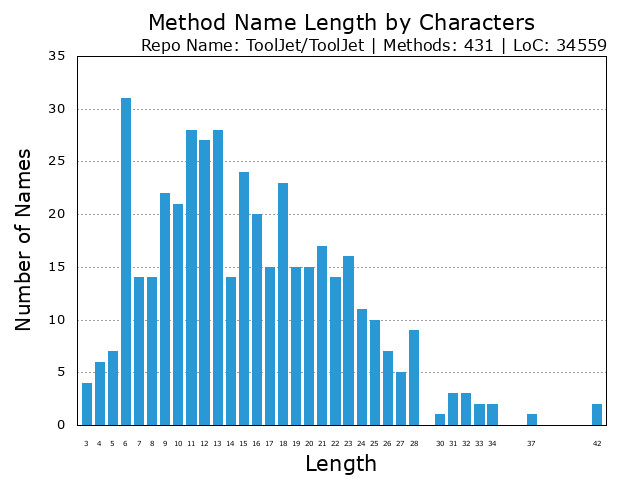 Method Name Length by Characters
Repo Name: ToolJet/ToolJet | Methods: 431 | LoC: 34559
35
30
25
20
15
10
5
0
Number of Names
3 4 5 6 7 8 9 10 11 12 13 14 15 16 17 18 19 20 21 22 23 24 25 26 27 28 30 31 32 33 34 37 42
Length